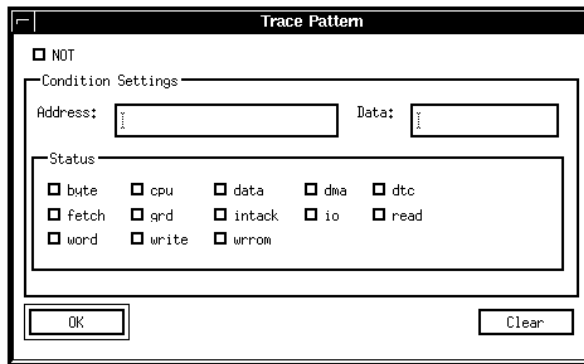 Trace Pattern
NOT
Condition Settings
Address: Data:
Status
byte cpu data dma dtc
fetch grd intack io read
word write wrrom
OK Clear